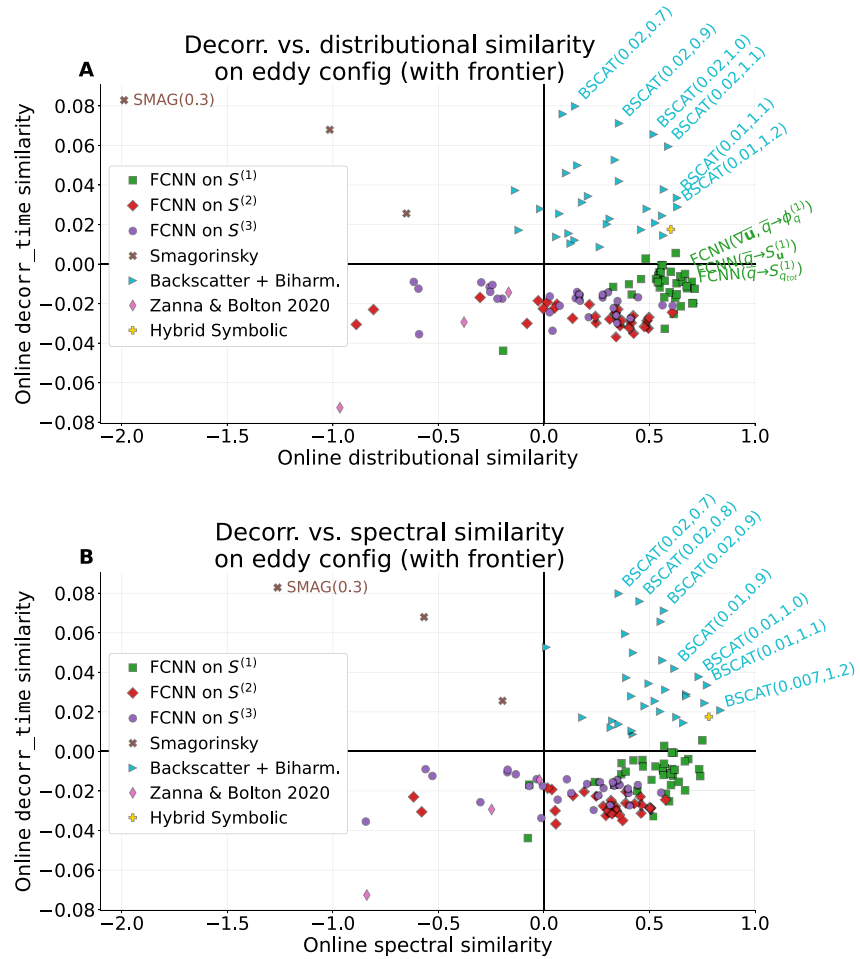 A
Decorr. vs. distributional similarity
on eddy config (with frontier)
BSCAT(0.02,0.7)
BSCAT(0.02,0.9)
BSCAT(0.02,1.0)
BSCAT(0.02,1.1)
BSCAT(0.01,1.1)
BSCAT(0.01,1.2)
FCNN(∇u, q̅→ϕ_q^(1))
FCNN(q̅→S_u^(1))
FCNN(q̅→S_{q_tot}^(1))
SMAG(0.3)
Online decorr_time similarity
0.08
0.06
0.04
0.02
0.00
−0.02
−0.04
−0.06
−0.08
FCNN on S^(1)
FCNN on S^(2)
FCNN on S^(3)
Smagorinsky
Backscatter + Biharm.
Zanna & Bolton 2020
Hybrid Symbolic
−2.0 −1.5 −1.0 −0.5 0.0 0.5 1.0
Online distributional similarity
B
Decorr. vs. spectral similarity
on eddy config (with frontier)
BSCAT(0.02,0.7)
BSCAT(0.02,0.8)
BSCAT(0.02,0.9)
BSCAT(0.01,0.9)
BSCAT(0.01,1.0)
BSCAT(0.01,1.1)
BSCAT(0.007,1.2)
SMAG(0.3)
Online decorr_time similarity
0.08
0.06
0.04
0.02
0.00
−0.02
−0.04
−0.06
−0.08
FCNN on S^(1)
FCNN on S^(2)
FCNN on S^(3)
Smagorinsky
Backscatter + Biharm.
Zanna & Bolton 2020
Hybrid Symbolic
−2.0 −1.5 −1.0 −0.5 0.0 0.5 1.0
Online spectral similarity